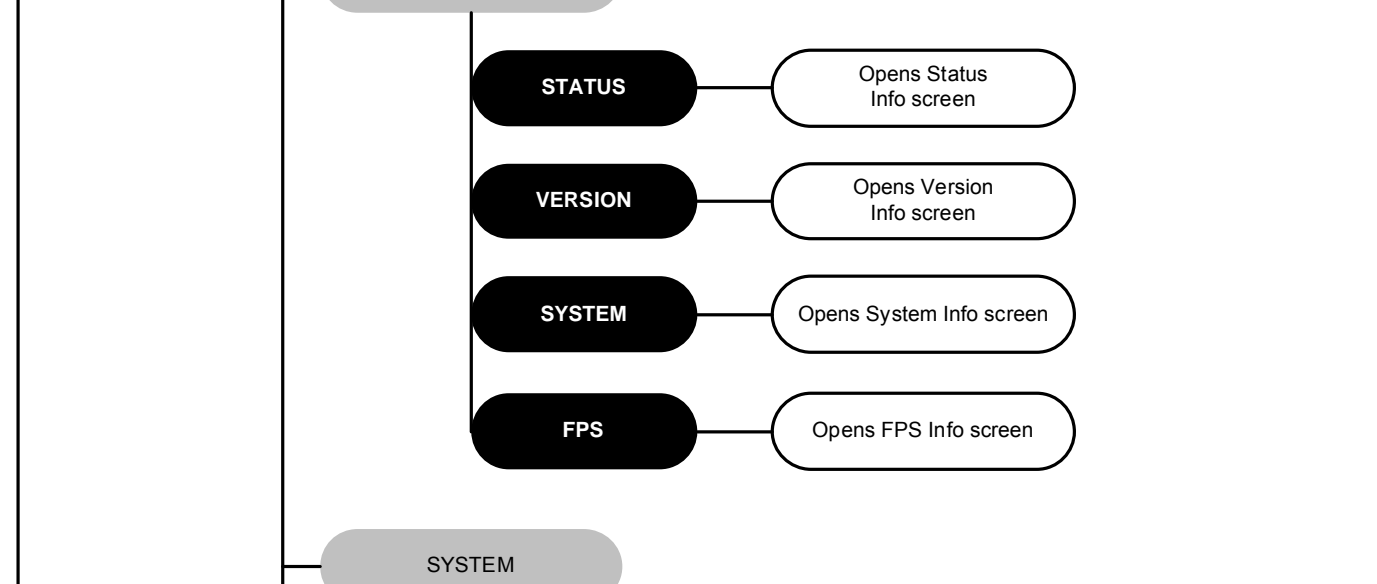 STATUS
Opens Status
Info screen
VERSION
Opens Version
Info screen
SYSTEM
Opens System Info screen
FPS
Opens FPS Info screen
SYSTEM